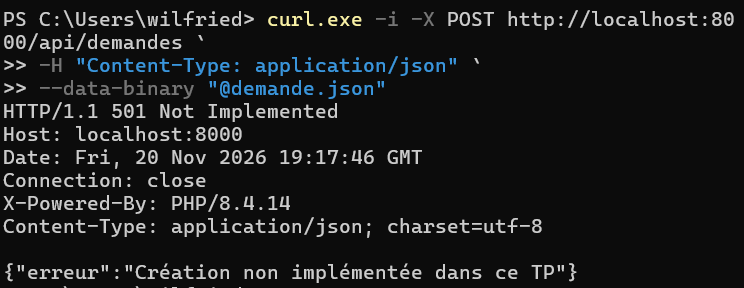 PS C:\Users\wilfried> curl.exe -i -X POST http://localhost:80
00/api/demandes `
>> -H "Content-Type: application/json" `
>> --data-binary "@demande.json"
HTTP/1.1 501 Not Implemented
Host: localhost:8000
Date: Fri, 20 Nov 2026 19:17:46 GMT
Connection: close
X-Powered-By: PHP/8.4.14
Content-Type: application/json; charset=utf-8

{"erreur":"Création non implémentée dans ce TP"}